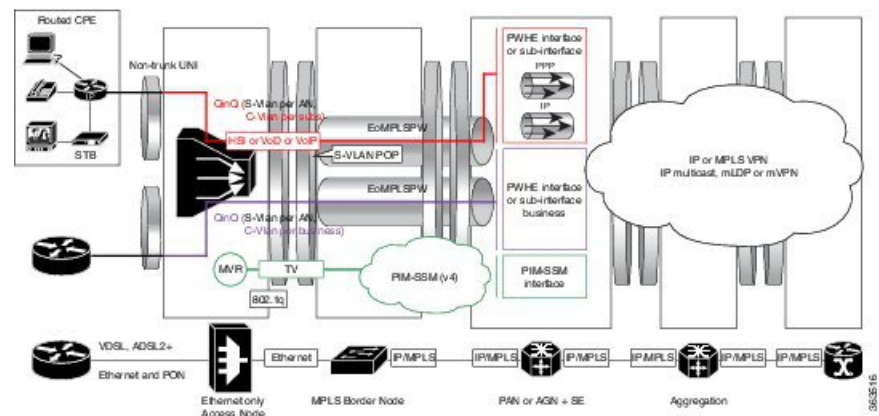 Routed CPE
Non-trunk UNI
IP
STB
QinQ (S-Vlan per AN,
C-Vlan per subs)
HSI or VoD or VoIP
EoMPLSPW
S-VLAN POP
EoMPLSPW
QinQ (S-Vlan per AN,
C-Vlan per business)
MVR
TV
802.1q
PIM-SSM (v4)
PWHE interface
or sub-interface
PPP
IP
PWHE interface
or sub-interface
business
PIM-SSM
interface
IP or MPLS VPN
IP multicast, mLDP or mVPN
VDSL, ADSL2+
Ethernet and PON
Ethernet
IP/MPLS
IP/MPLS
IP/MPLS
IP/MPLS
IP/MPLS
IP/MPLS
Ethernet only
Access Node
MPLS Border Node
PAN or AGN + SE
Aggregation
363516